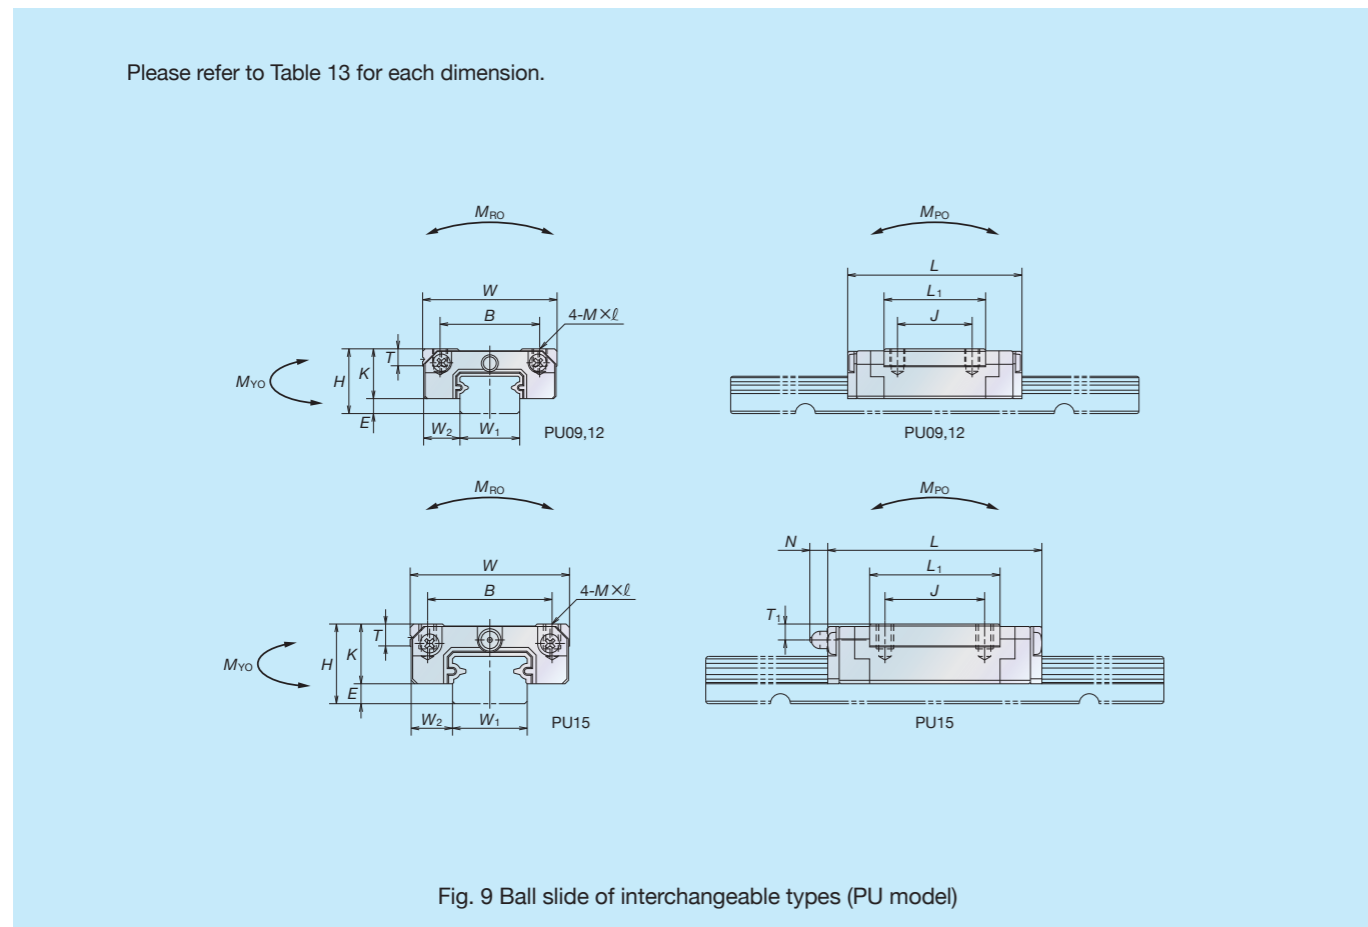 Please refer to Table 13 for each dimension.
MRO
W
B
4-M×ℓ
T
K
H
E
MYO
W2
W1
PU09,12
MPO
L
L1
J
PU09,12
MRO
W
B
4-M×ℓ
T
K
H
E
MYO
W2
W1
PU15
MPO
N
L
L1
J
T1
PU15
Fig. 9 Ball slide of interchangeable types (PU model)